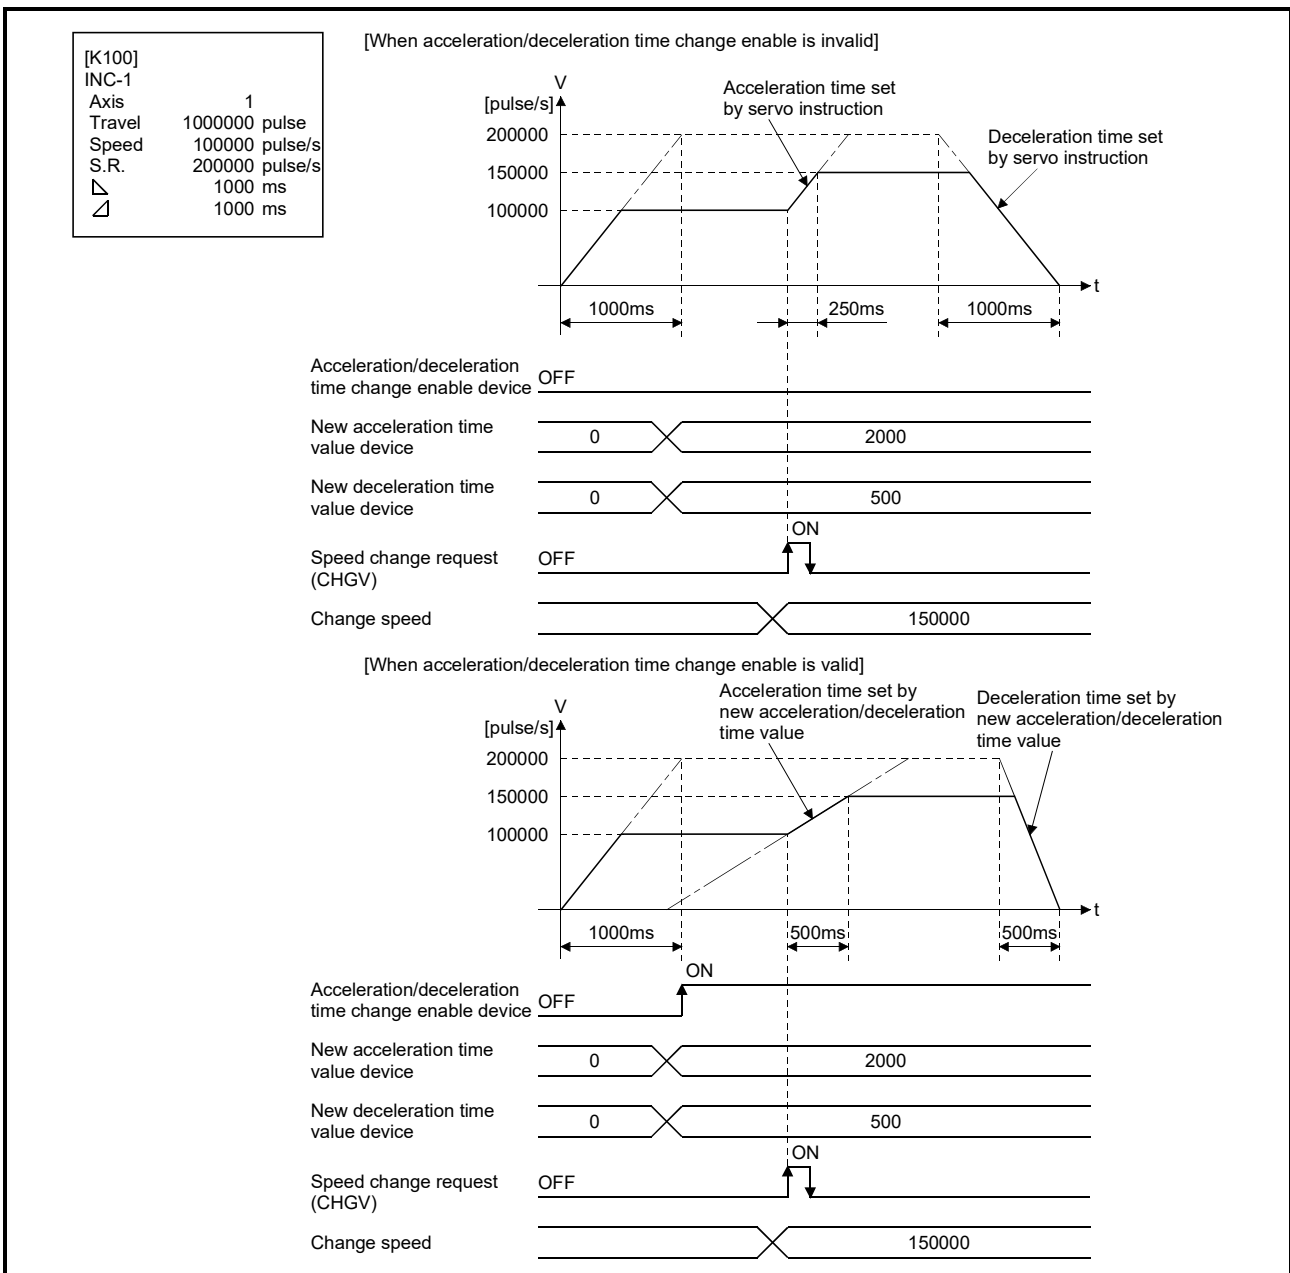 [K100]
INC-1
Axis 1
Travel 1000000 pulse
Speed 100000 pulse/s
S.R. 200000 pulse/s
1000 ms
1000 ms
[When acceleration/deceleration time change enable is invalid]
V
[pulse/s]
200000
150000
100000
Acceleration time set
by servo instruction
Deceleration time set
by servo instruction
t
1000ms
250ms
1000ms
Acceleration/deceleration
time change enable device
OFF
New acceleration time
value device
0
2000
New deceleration time
value device
0
500
Speed change request
(CHGV)
OFF
ON
Change speed
150000
[When acceleration/deceleration time change enable is valid]
V
[pulse/s]
200000
150000
100000
Acceleration time set by
new acceleration/deceleration
time value
Deceleration time set by
new acceleration/deceleration
time value
t
1000ms
500ms
500ms
Acceleration/deceleration
time change enable device
OFF
ON
New acceleration time
value device
0
2000
New deceleration time
value device
0
500
Speed change request
(CHGV)
OFF
ON
Change speed
150000